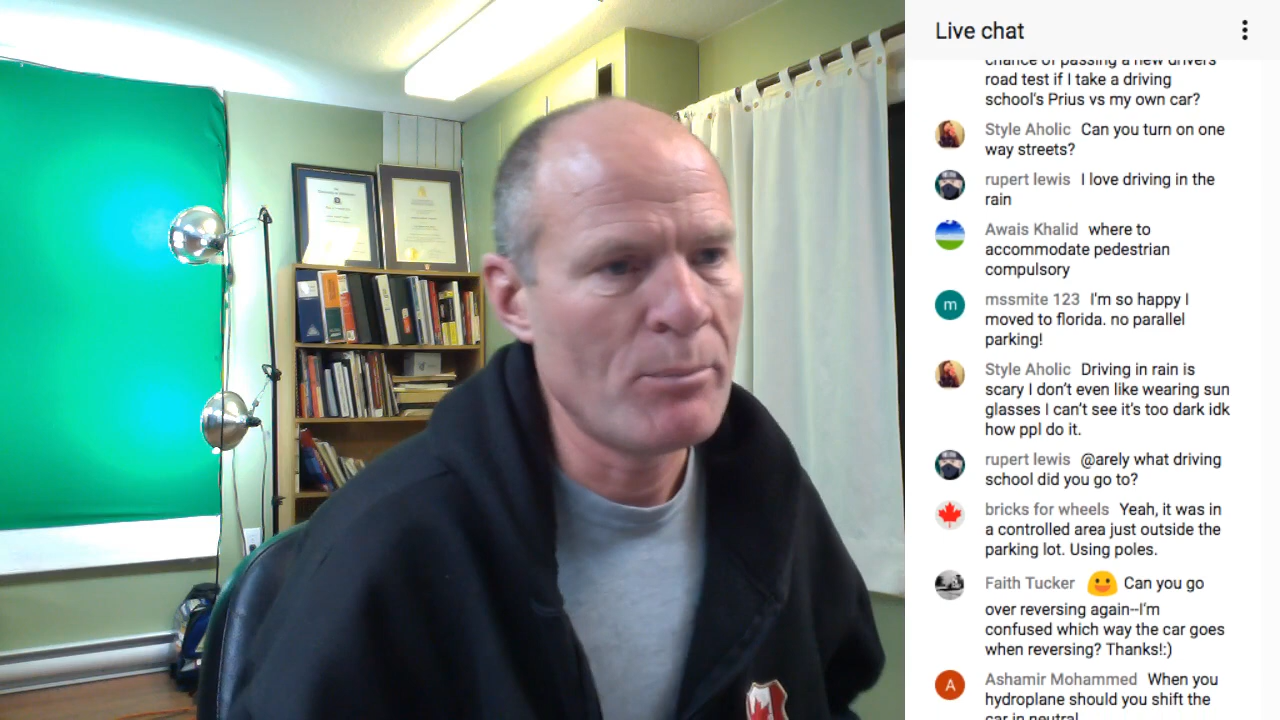 Live chat
chance of passing a new drivers
road test if I take a driving
school's Prius vs my own car?
Style Aholic Can you turn on one
way streets?
rupert lewis I love driving in the
rain
Awais Khalid where to
accommodate pedestrian
compulsory
m
mssmite 123 I'm so happy I
moved to florida. no parallel
parking!
Style Aholic Driving in rain is
scary I don't even like wearing sun
glasses I can't see it's too dark idk
how ppl do it.
rupert lewis @arely what driving
school did you go to?
bricks for wheels Yeah, it was in
a controlled area just outside the
parking lot. Using poles.
Faith Tucker 😀 Can you go
over reversing again--I'm
confused which way the car goes
when reversing? Thanks!:)
A
Ashamir Mohammed When you
hydroplane should you shift the
car in neutral